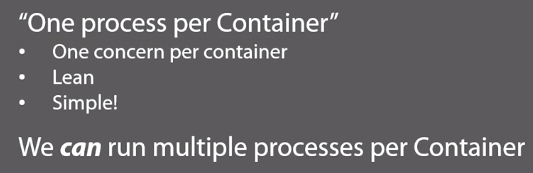 “One process per Container”
• One concern per container
• Lean
• Simple!
We can run multiple processes per Container